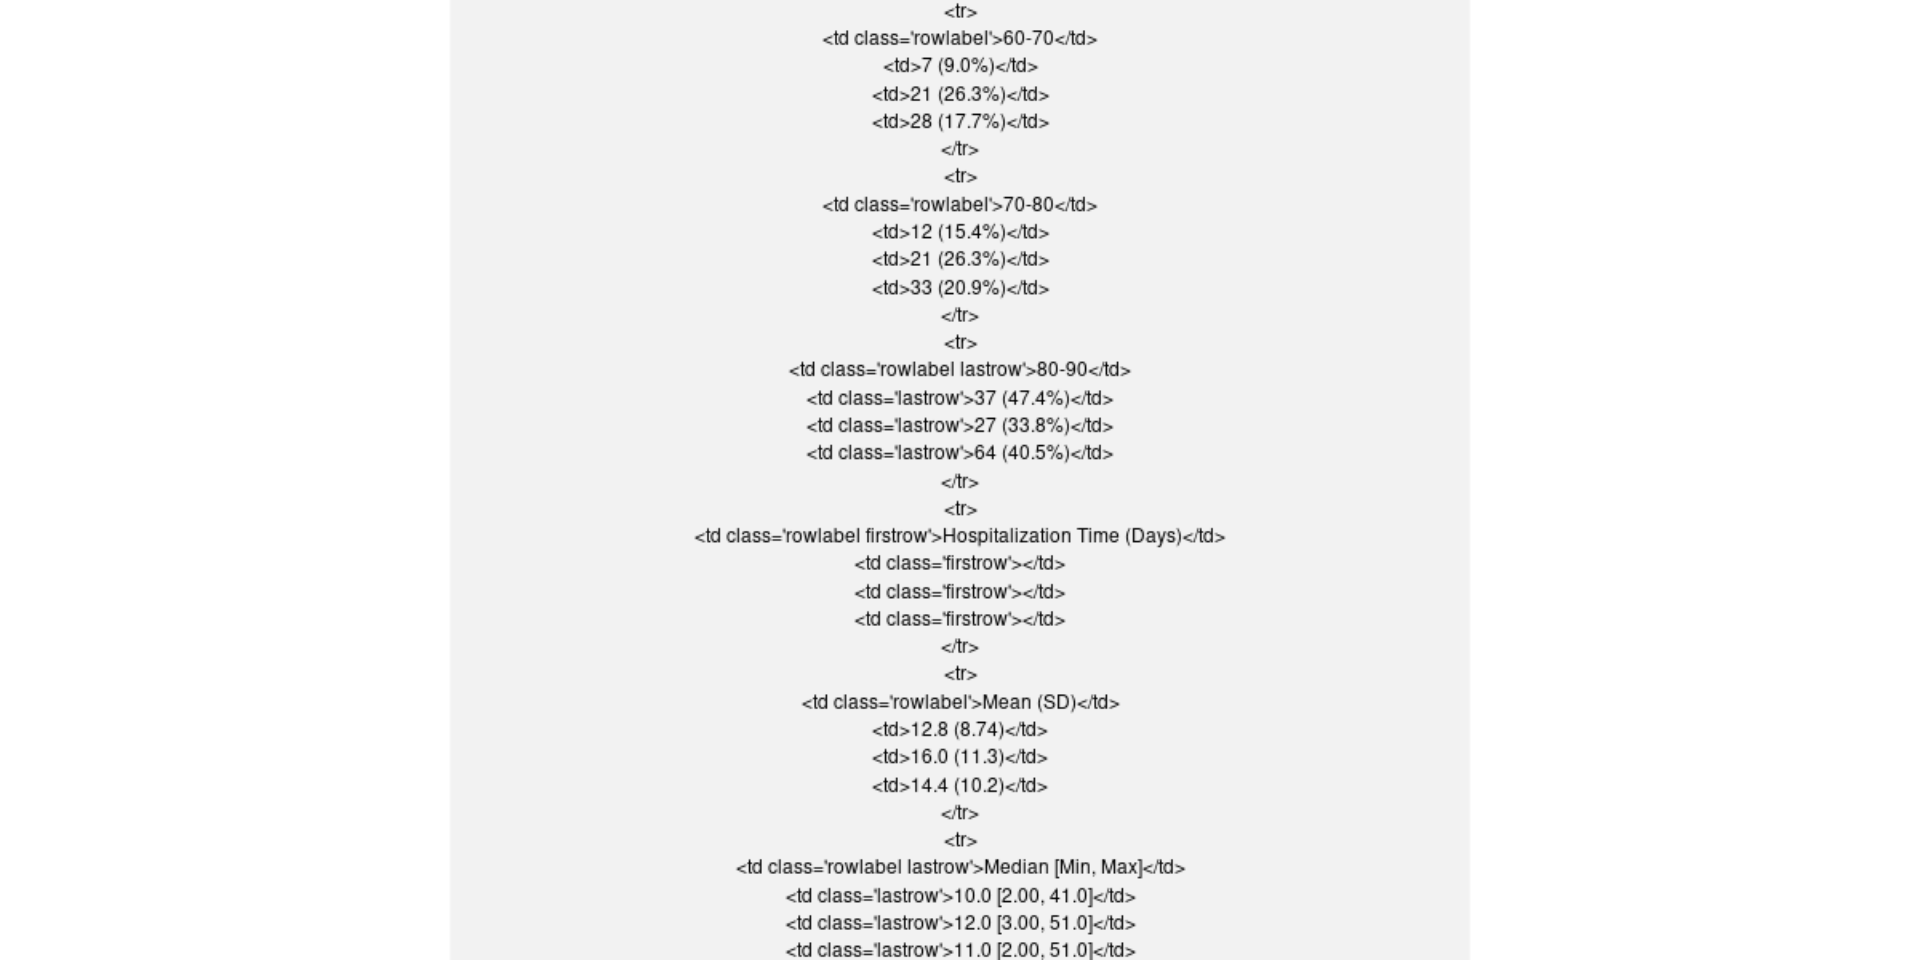 <tr>
<td class='rowlabel'>60-70</td>
<td>7 (9.0%)</td>
<td>21 (26.3%)</td>
<td>28 (17.7%)</td>
</tr>
<tr>
<td class='rowlabel'>70-80</td>
<td>12 (15.4%)</td>
<td>21 (26.3%)</td>
<td>33 (20.9%)</td>
</tr>
<tr>
<td class='rowlabel lastrow'>80-90</td>
<td class='lastrow'>37 (47.4%)</td>
<td class='lastrow'>27 (33.8%)</td>
<td class='lastrow'>64 (40.5%)</td>
</tr>
<tr>
<td class='rowlabel firstrow'>Hospitalization Time (Days)</td>
<td class='firstrow'></td>
<td class='firstrow'></td>
<td class='firstrow'></td>
</tr>
<tr>
<td class='rowlabel'>Mean (SD)</td>
<td>12.8 (8.74)</td>
<td>16.0 (11.3)</td>
<td>14.4 (10.2)</td>
</tr>
<tr>
<td class='rowlabel lastrow'>Median [Min, Max]</td>
<td class='lastrow'>10.0 [2.00, 41.0]</td>
<td class='lastrow'>12.0 [3.00, 51.0]</td>
<td class='lastrow'>11.0 [2.00, 51.0]</td>